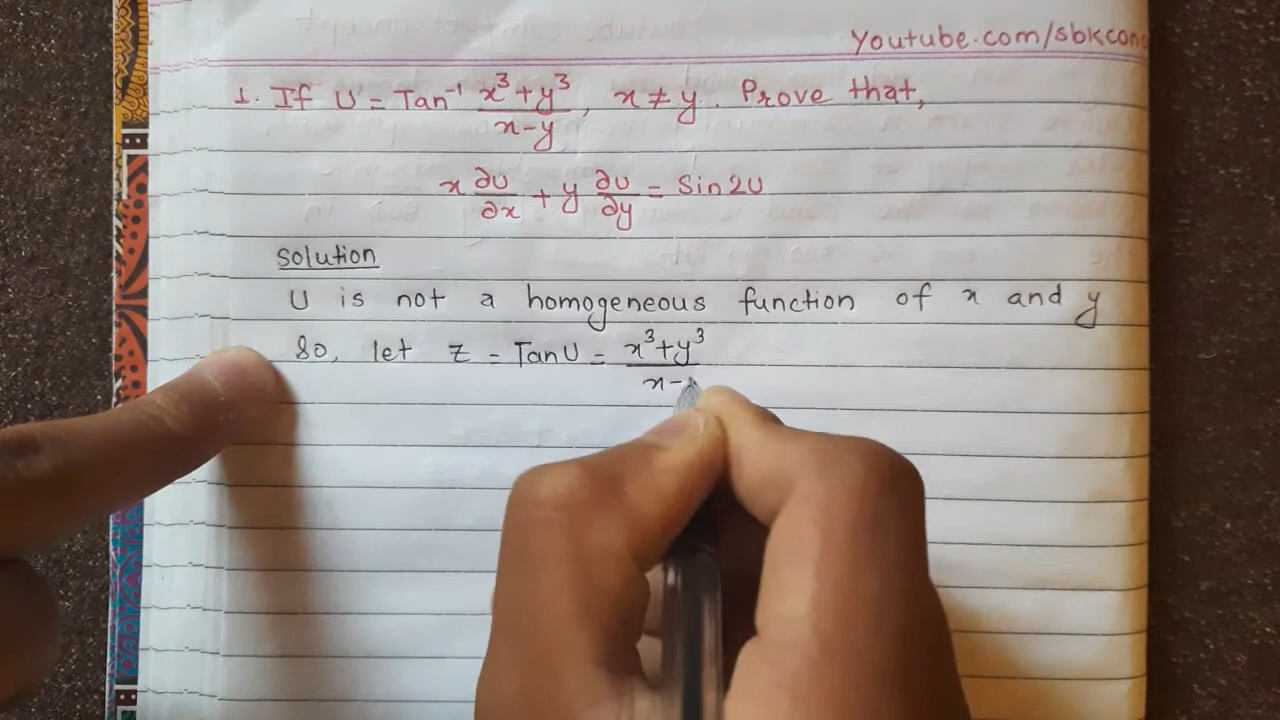 Youtube.com/sbkconc
1. If U = Tan⁻¹ x³+y³/x-y, x ≠ y. Prove that,
x ∂U/∂x + y ∂U/∂y = Sin2U
Solution
U is not a homogeneous function of x and y
So, let z = TanU = x³+y³/x-